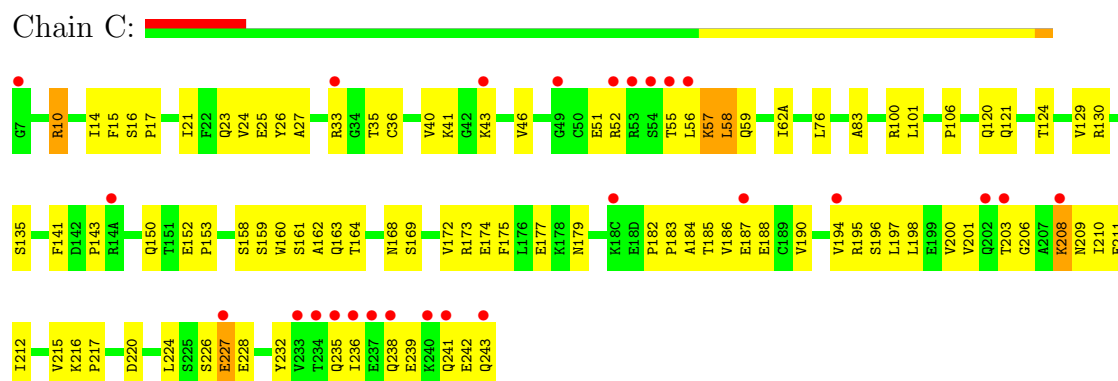 Chain C:
G7 R10 I14 F15 S16 P17 I21 F22 Q23 V24 E25 Y26 A27 R33 G34 T35 C36 V40 K41 G42 K43 V46 G49 C50 E51 R52 R53 S54 T55 L56 K57 L58 Q59 I62A L76 A83 R100 L101 P106 Q120 Q121 T124 V129 R130
S135 F141 D142 P143 R14A Q150 T151 E152 P153 S158 S159 W160 S161 A162 Q163 T164 N168 S169 V172 R173 E174 F175 L176 E177 K178 N179 K18C E18D P182 P183 A184 T185 V186 E187 E188 C189 V190 V194 R195 S196 L197 L198 E199 V200 V201 Q202 T203 G206 A207 K208 N209 I210 E211
I212 V215 K216 P217 D220 L224 S225 S226 E227 E228 Y232 V233 T234 Q235 I236 E237 Q238 E239 K240 Q241 E242 Q243